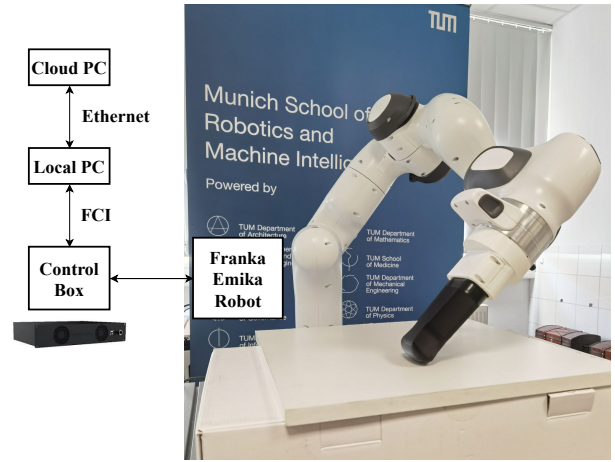 Cloud PC
Ethernet
Local PC
FCI
Control
Box
Franka
Emika
Robot
TUM
Munich School of
Robotics and
Machine Intellig
Powered by
TUM Department
of Architecture
TUM Department
of Mathematics
TUM School
of Medicine
TUM Department
of Mechanical
Engineering
TUM Department
of Physics
TUM Department